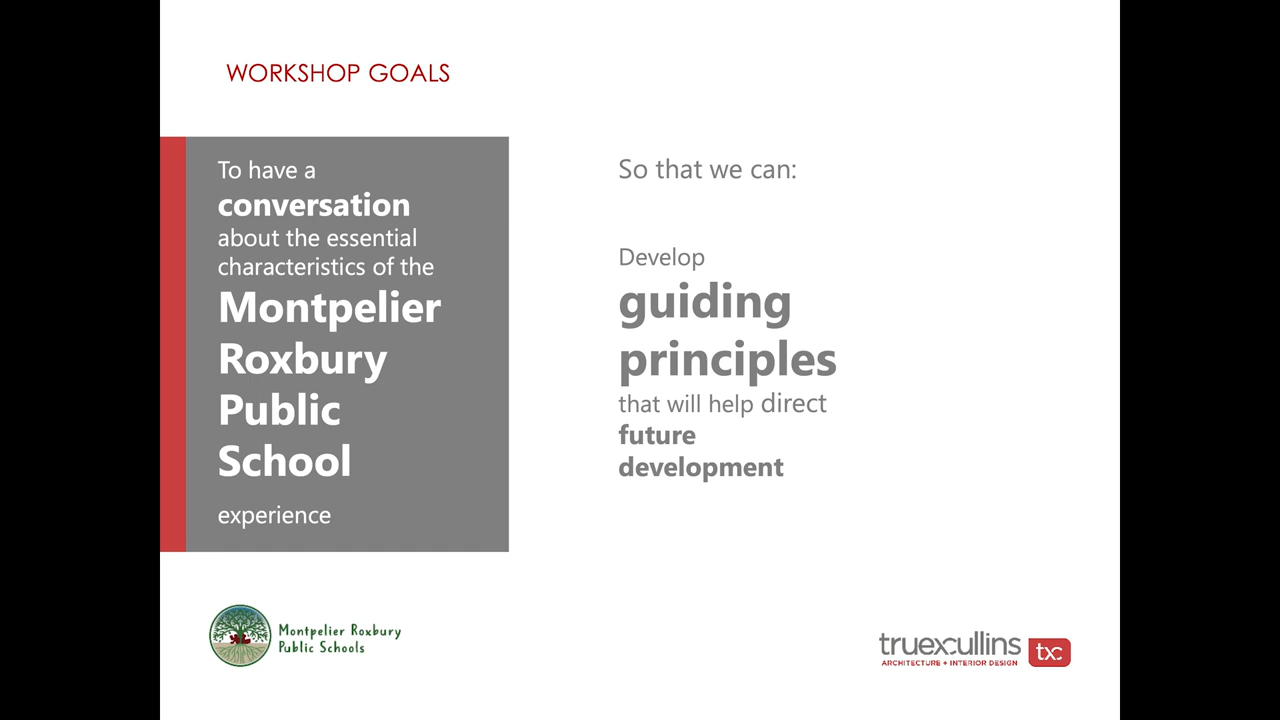 WORKSHOP GOALS
To have a
conversation
about the essential
characteristics of the
Montpelier
Roxbury
Public
School
experience
So that we can:
Develop
guiding
principles
that will help direct
future
development
Montpelier Roxbury
Public Schools
truexcullins
ARCHITECTURE + INTERIOR DESIGN
txc